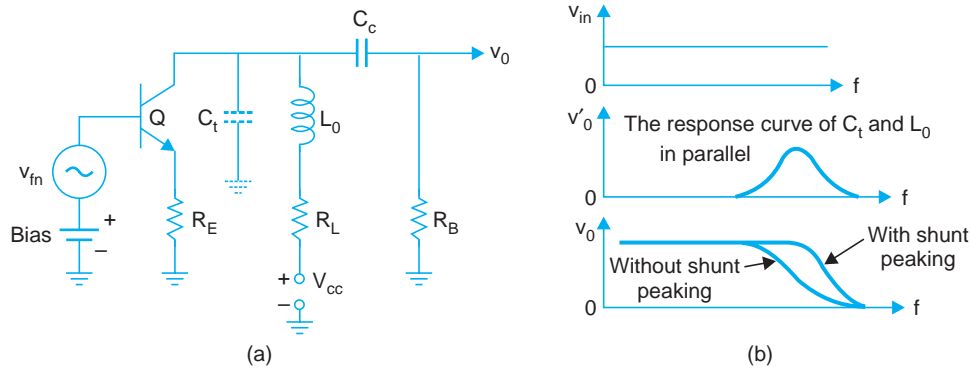 C_c
v_0
Q
C_t
L_0
v_fn
+
Bias
–
R_E
R_L
R_B
+
V_cc
–
(a)
v_in
0
f
v'_0
The response curve of C_t and L_0
in parallel
0
f
v_0
With shunt
peaking
Without shunt
peaking
0
f
(b)